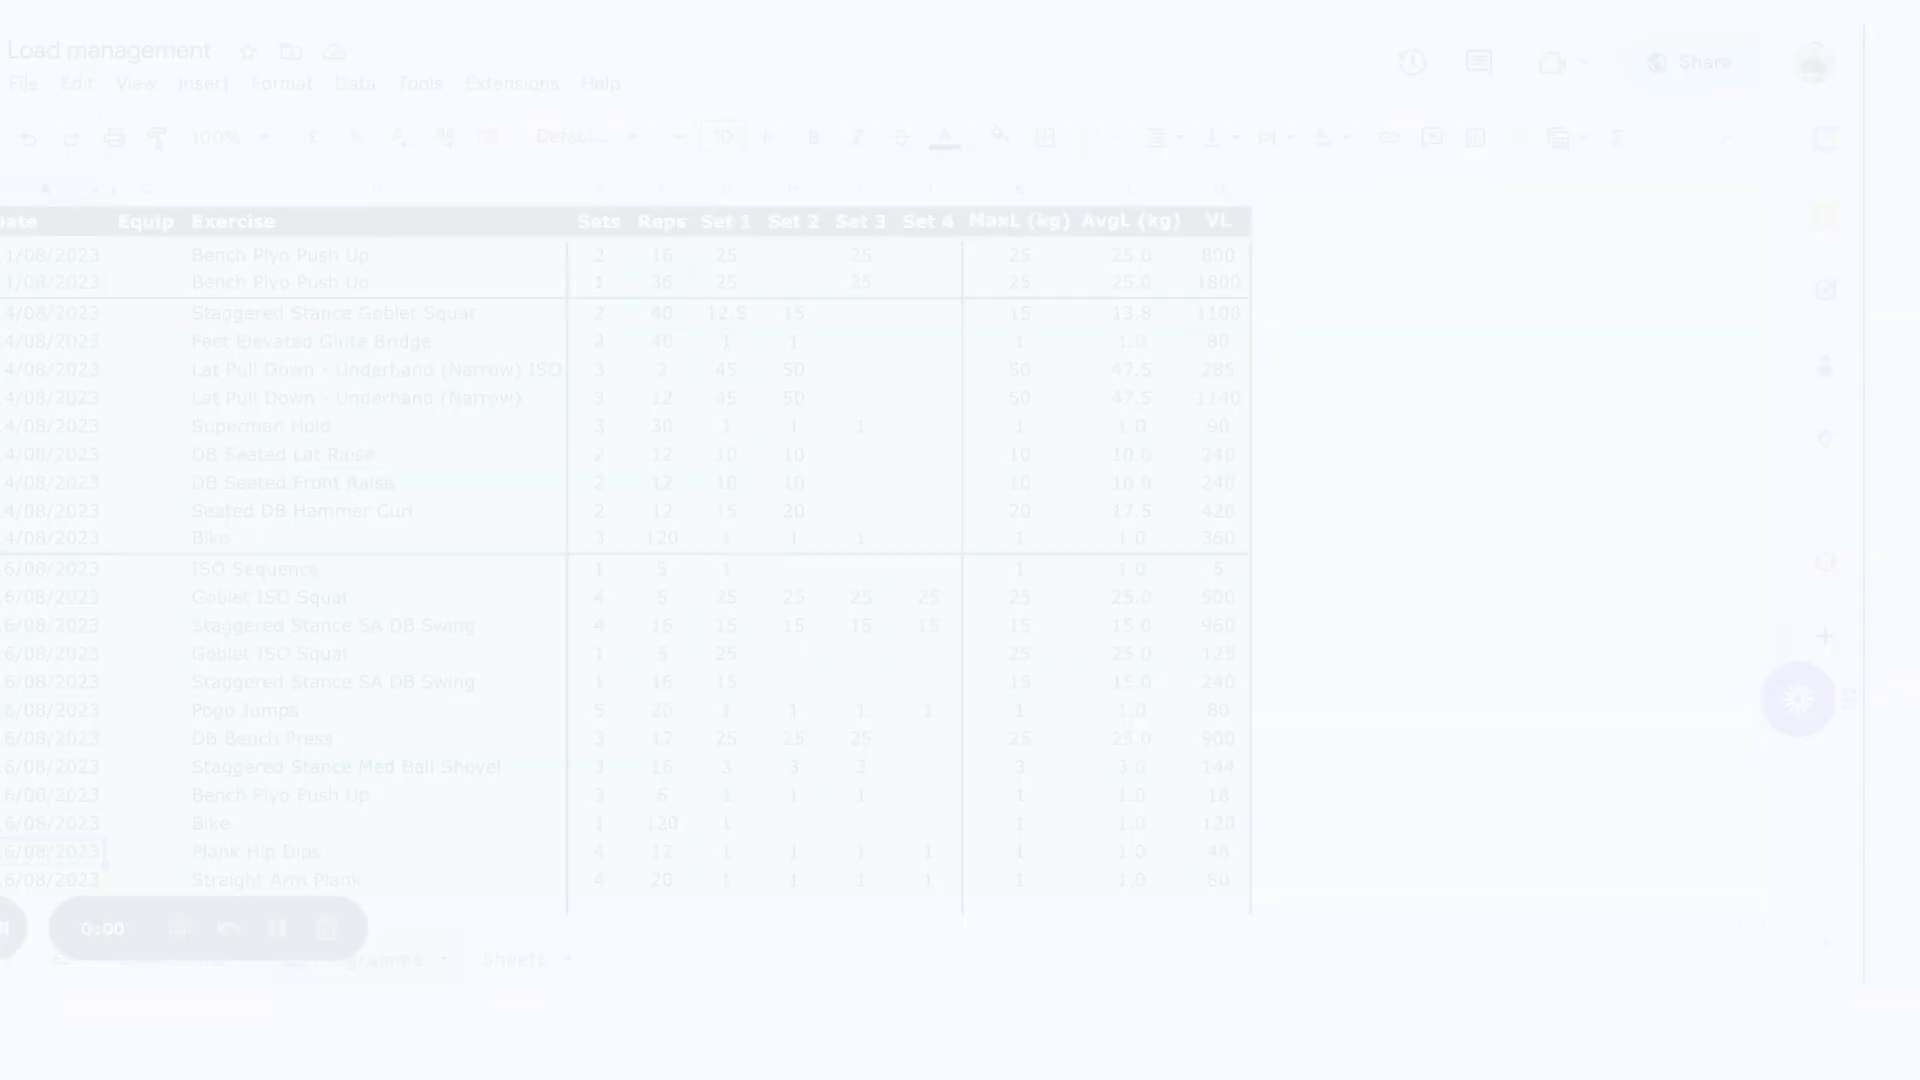 Load management
File Edit View Insert Format Data Tools Extensions Help
Share
100% Defaul... 10
Equip Exercise Sets Reps Set 1 Set 2 Set 3 Set 4 MaxL (kg) AvgL (kg) VL
1/08/2023 Bench Plyo Push Up 2 16 25 25 25 25.0 800
1/08/2023 Bench Plyo Push Up 1 36 25 25 25 25.0 1800
4/08/2023 Staggered Stance Goblet Squat 2 40 12.5 15 15 13.8 1100
4/08/2023 Feet Elevated Glute Bridge 2 40 1 1 1 1.0 80
4/08/2023 Lat Pull Down - Underhand (Narrow) ISO 3 2 45 50 50 47.5 285
4/08/2023 Lat Pull Down - Underhand (Narrow) 3 12 45 50 50 47.5 1140
4/08/2023 Superman Hold 3 30 1 1 1 1 1.0 90
4/08/2023 DB Seated Lat Raise 2 12 10 10 10 10.0 240
4/08/2023 DB Seated Front Raise 2 12 10 10 10 10.0 240
4/08/2023 Seated DB Hammer Curl 2 12 15 20 20 17.5 420
4/08/2023 Bike 3 120 1 1 1 1 1.0 360
6/08/2023 ISO Sequence 1 5 1 1 1.0 5
6/08/2023 Goblet ISO Squat 4 5 25 25 25 25 25 25.0 500
6/08/2023 Staggered Stance SA DB Swing 4 16 15 15 15 15 15 15.0 960
6/08/2023 Goblet ISO Squat 1 5 25 25 25.0 125
6/08/2023 Staggered Stance SA DB Swing 1 16 15 15 15.0 240
6/08/2023 Pogo Jumps 5 20 1 1 1 1 1 1.0 80
6/08/2023 DB Bench Press 3 12 25 25 25 25 25.0 900
6/08/2023 Staggered Stance Med Ball Shovel 3 16 3 3 3 3 3.0 144
6/08/2023 Bench Plyo Push Up 3 6 1 1 1 1 1.0 18
6/08/2023 Bike 1 120 1 1 1.0 120
6/08/2023 Plank Hip Dips 4 12 1 1 1 1 1 1.0 48
6/08/2023 Straight Arm Plank 4 20 1 1 1 1 1 1.0 80
0:00
Sheet5